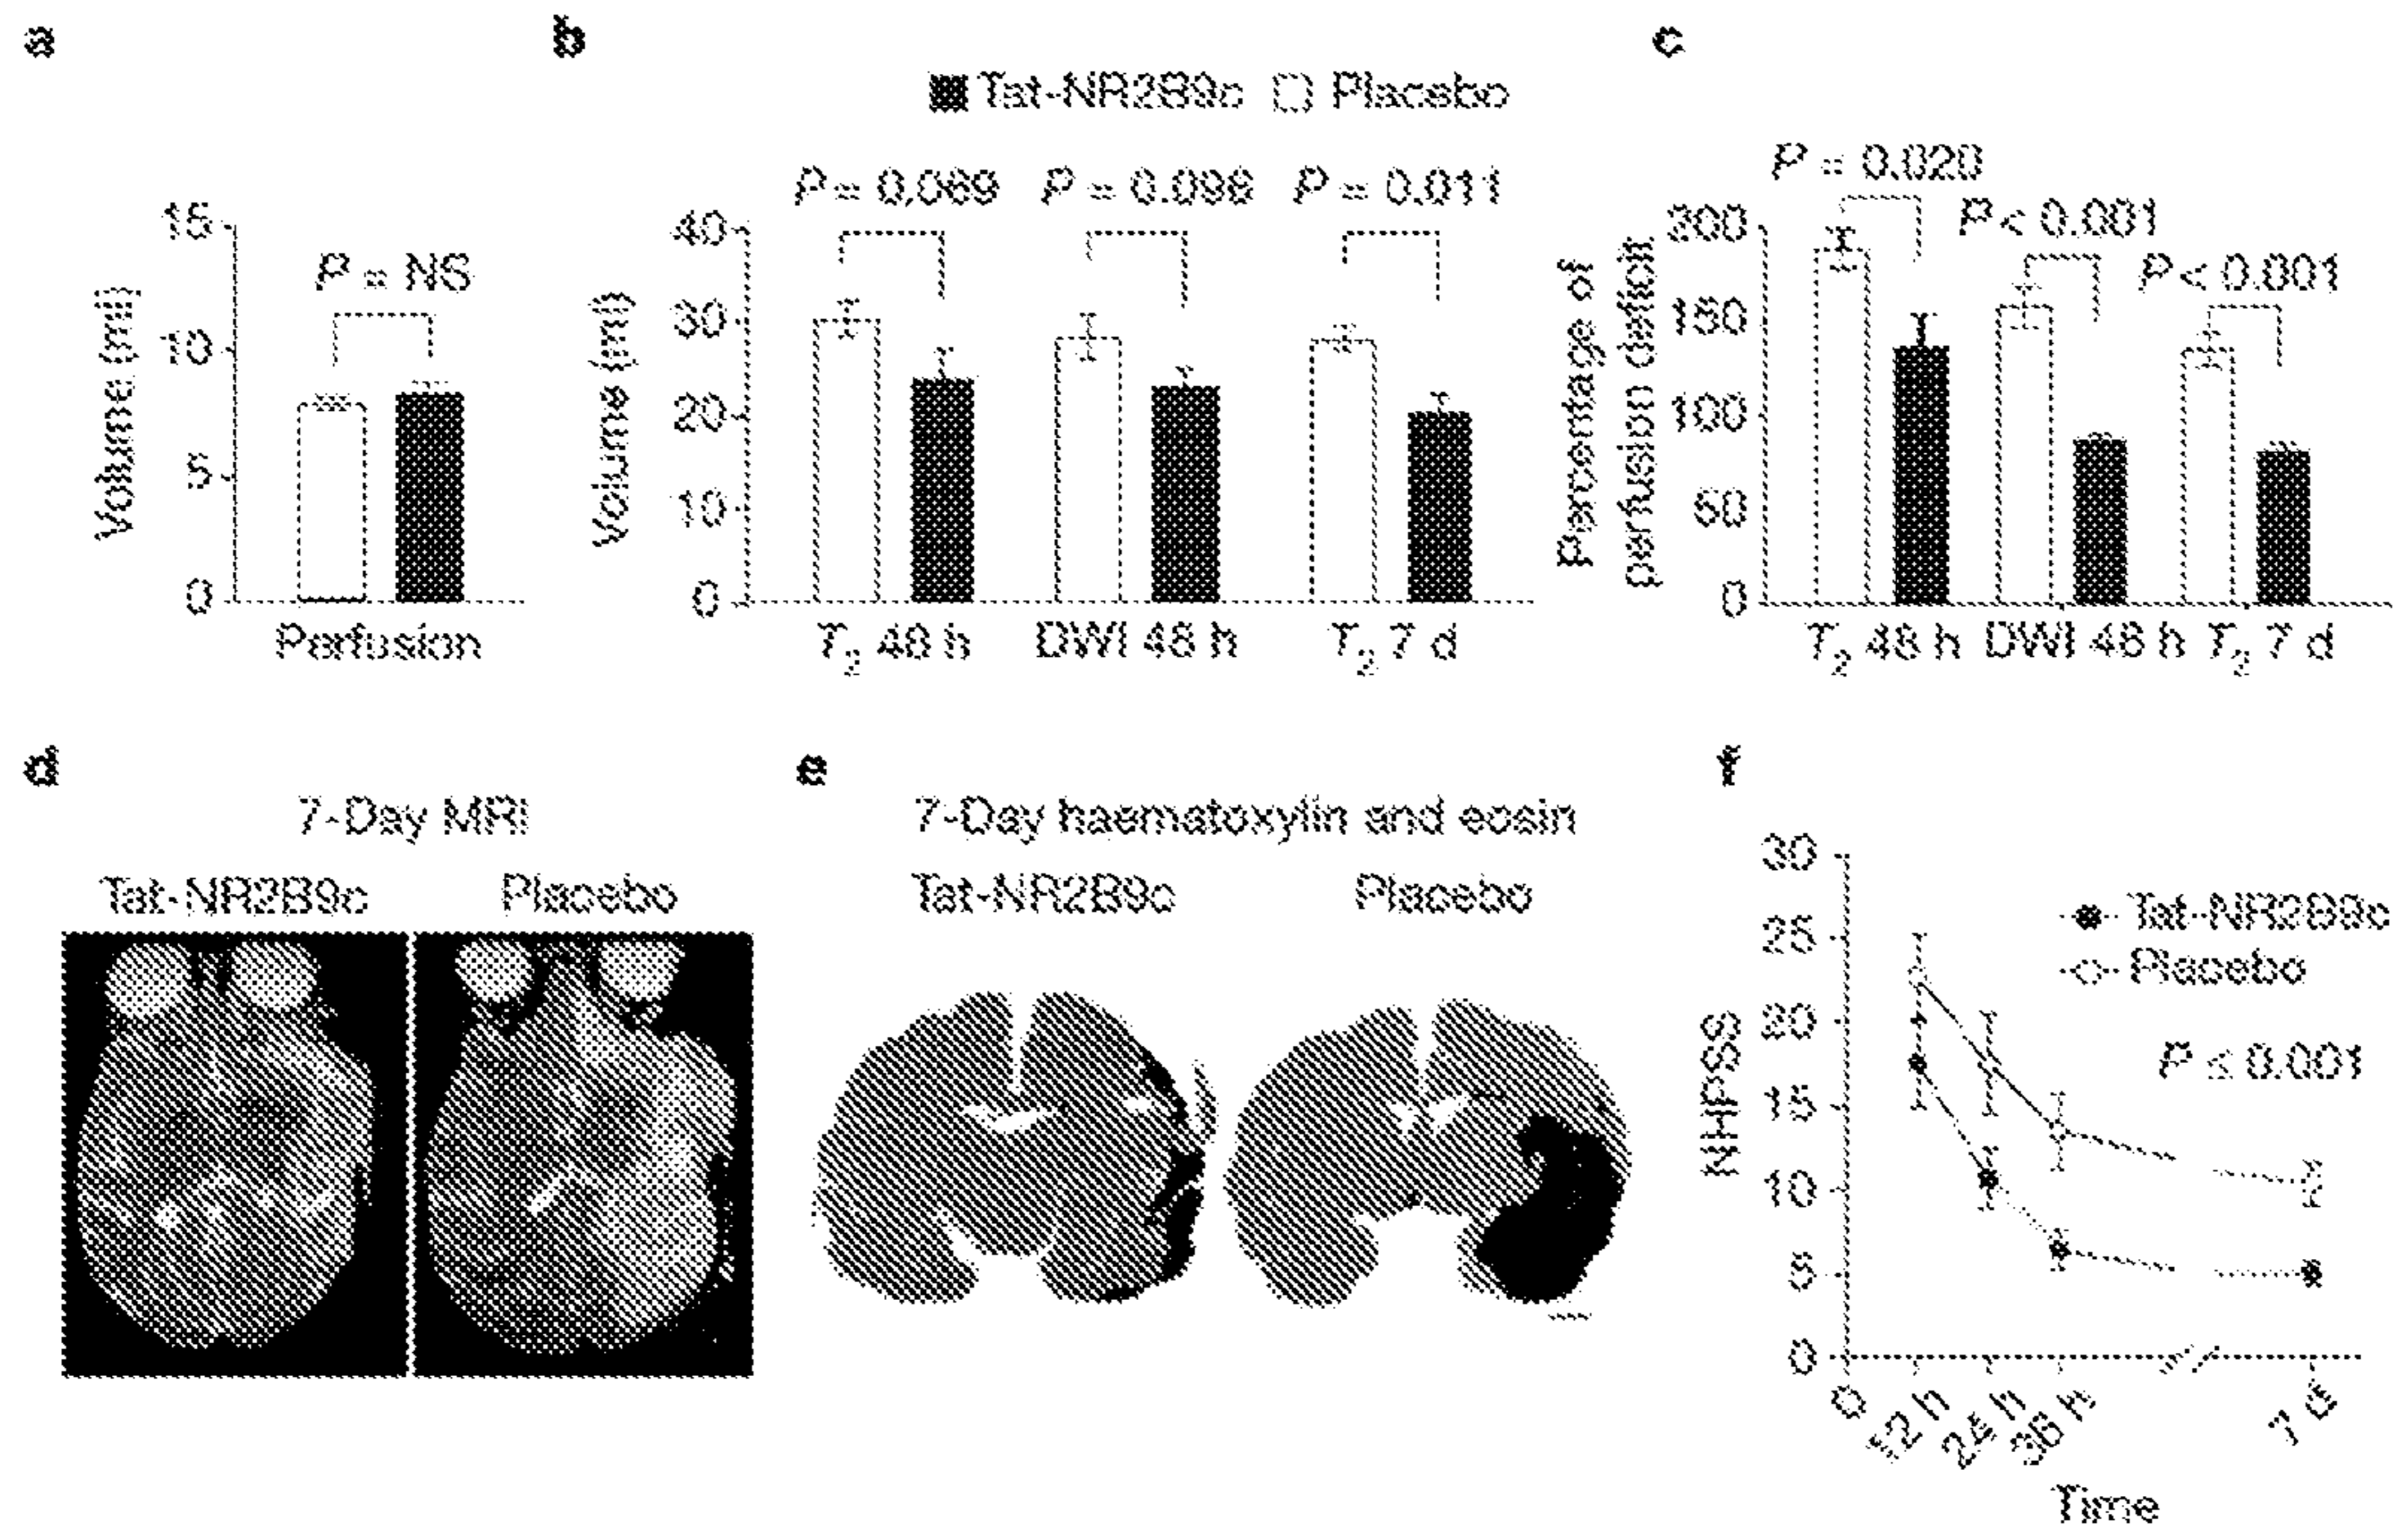 a
b
c
Tat-NR2B9c Placebo
P = NS
Volume (ml)
15
10
5
0
Perfusion
P = 0.069 P = 0.098 P = 0.011
Volume (ml)
40
30
20
10
0
T2 48 h DWI 48 h T2 7 d
P = 0.020
P < 0.001
P < 0.001
Percentage of
perfusion deficit
200
150
100
50
0
T2 48 h DWI 48 h T2 7 d
d
7-Day MRI
Tat-NR2B9c Placebo
e
7-Day haematoxylin and eosin
Tat-NR2B9c Placebo
f
Tat-NR2B9c
Placebo
P ≤ 0.001
NHPSS
30
25
20
15
10
5
0
0 12 h 24 h 36 h 7 d
Time